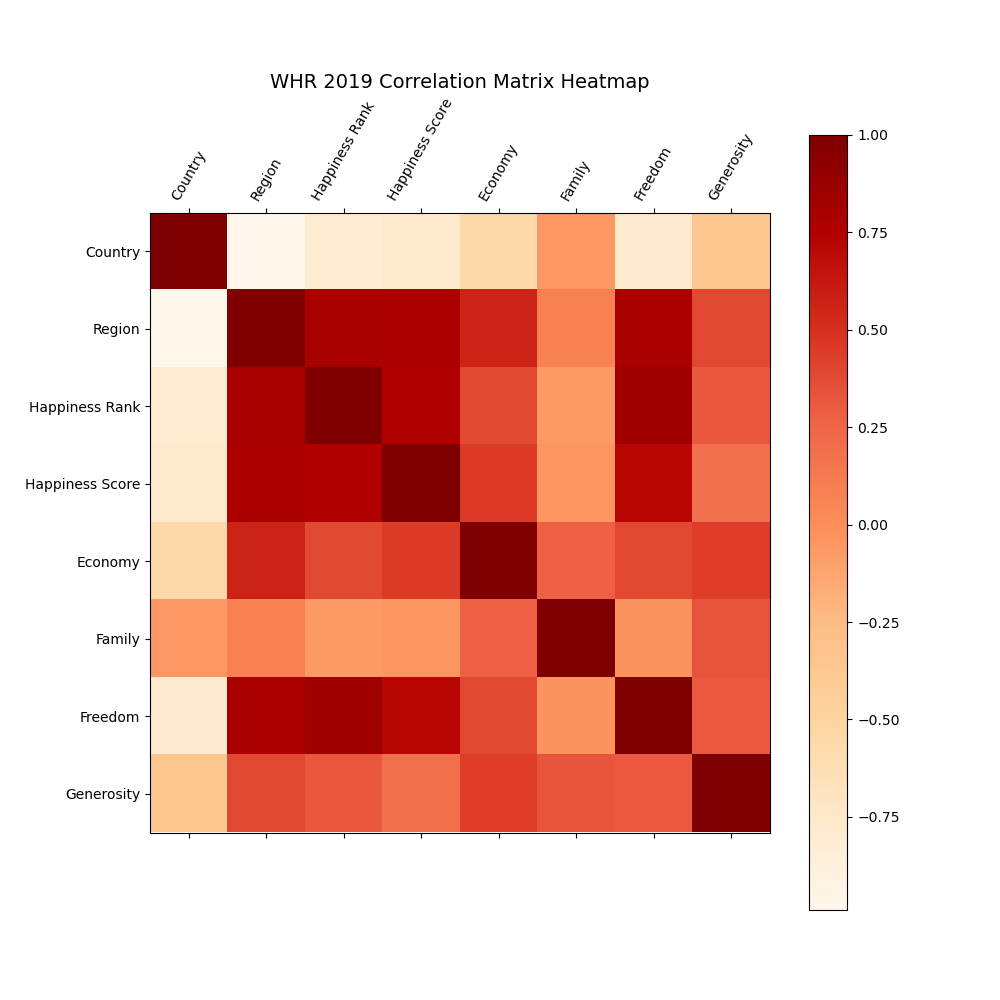 WHR 2019 Correlation Matrix Heatmap
Country
Region
Happiness Rank
Happiness Score
Economy
Family
Freedom
Generosity
Country
Region
Happiness Rank
Happiness Score
Economy
Family
Freedom
Generosity
1.00
0.75
0.50
0.25
0.00
−0.25
−0.50
−0.75